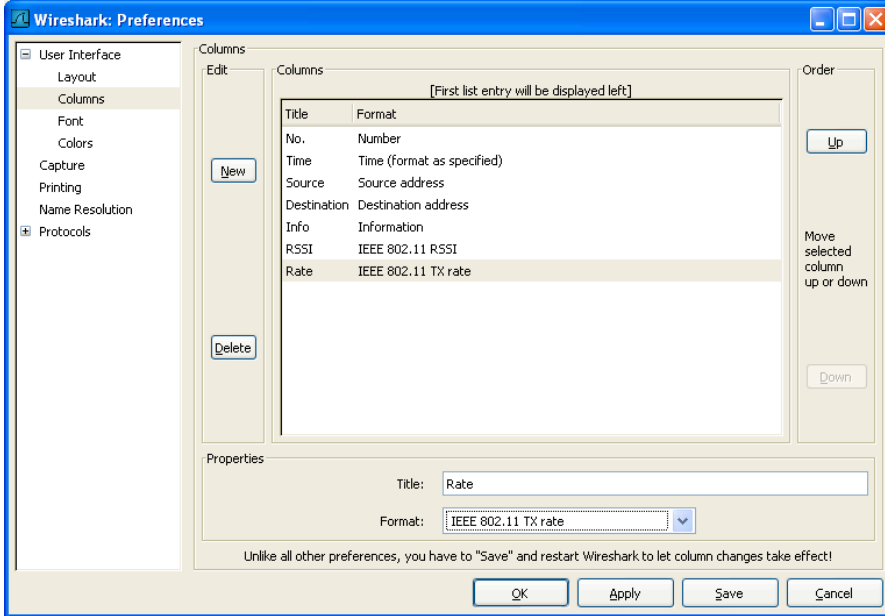 Wireshark: Preferences
User Interface
Layout
Columns
Font
Colors
Capture
Printing
Name Resolution
Protocols
Columns
Edit
New
Delete
Columns
[First list entry will be displayed left]
Title Format
No. Number
Time Time (format as specified)
Source Source address
Destination Destination address
Info Information
RSSI IEEE 802.11 RSSI
Rate IEEE 802.11 TX rate
Order
Up
Move
selected
column
up or down
Down
Properties
Title: Rate
Format: IEEE 802.11 TX rate
Unlike all other preferences, you have to "Save" and restart Wireshark to let column changes take effect!
OK Apply Save Cancel